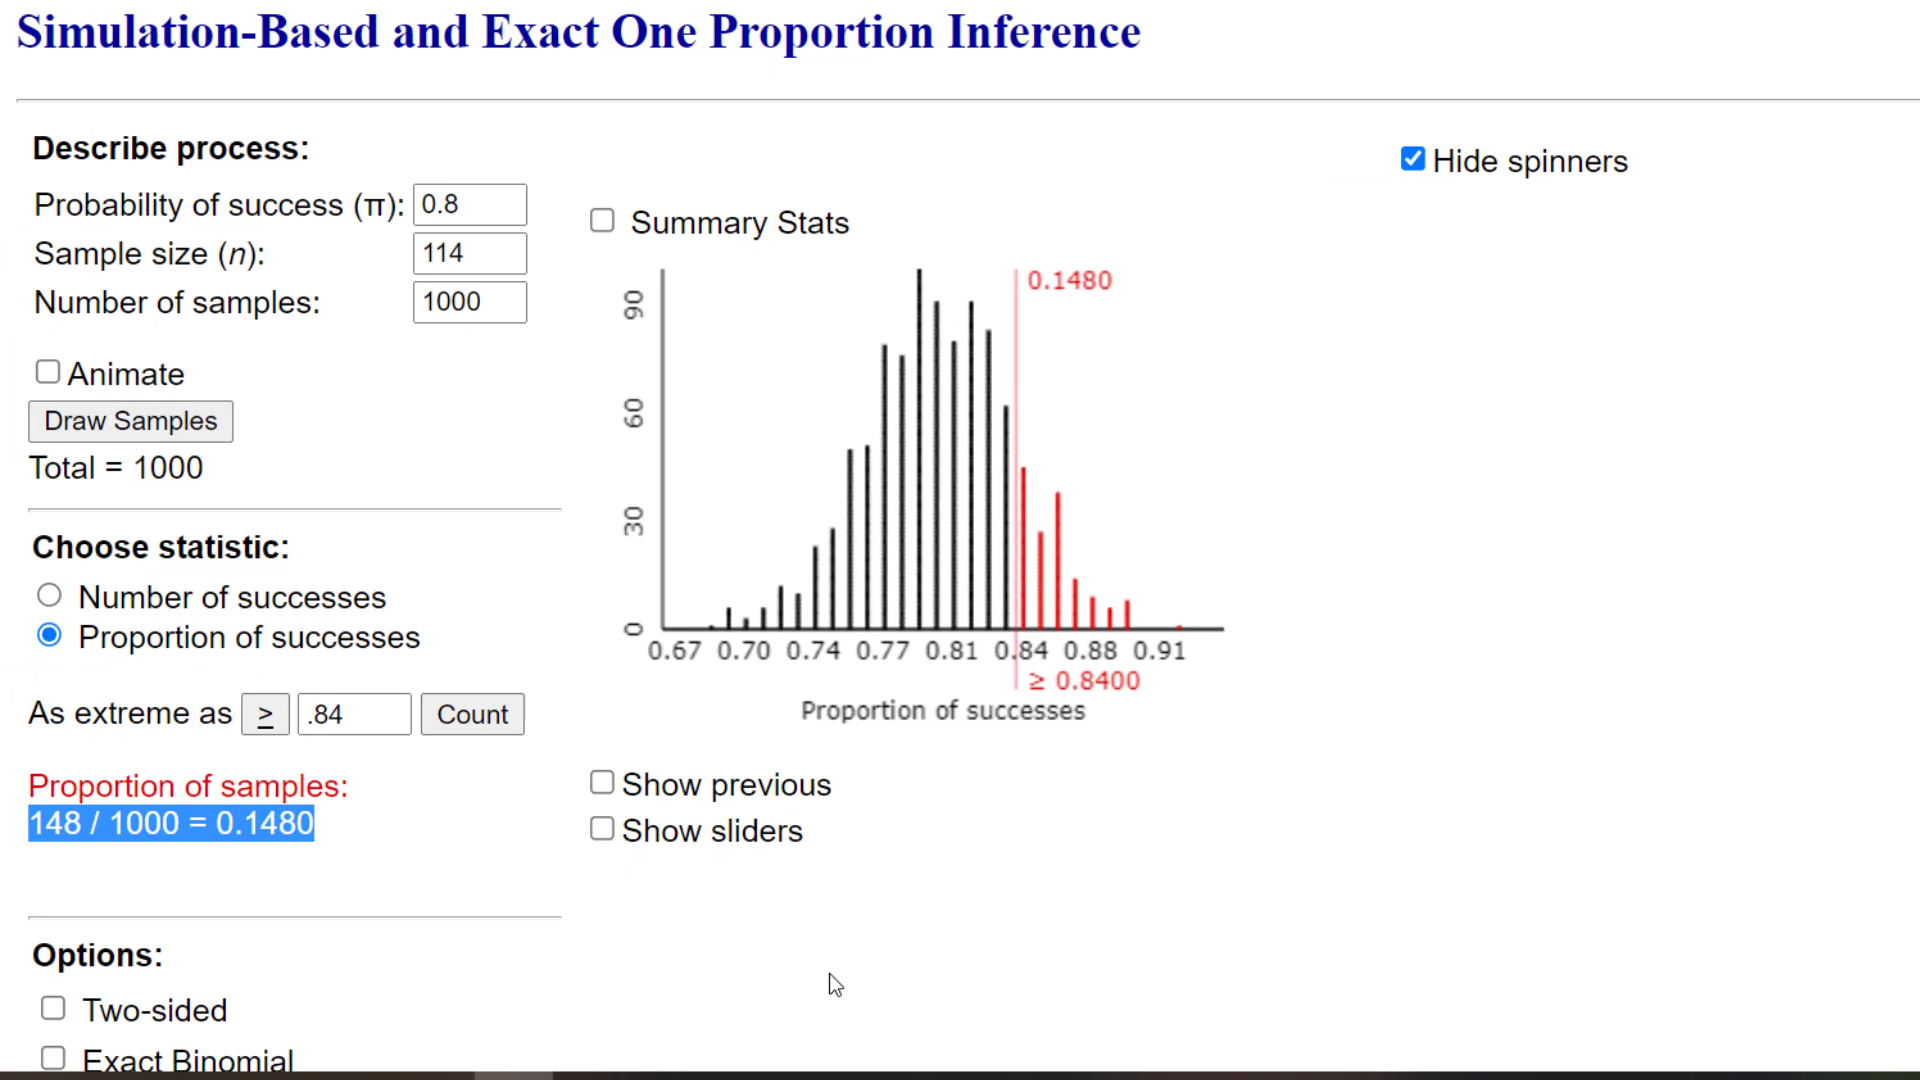 Simulation-Based and Exact One Proportion Inference
Describe process:
Probability of success (π): 0.8
Sample size (n): 114
Number of samples: 1000
Animate
Draw Samples
Total = 1000
Choose statistic:
Number of successes
Proportion of successes
As extreme as ≥ .84 Count
Proportion of samples:
148 / 1000 = 0.1480
Options:
Two-sided
Exact Binomial
Summary Stats
0.1480
90
60
30
0
0.67 0.70 0.74 0.77 0.81 0.84 0.88 0.91
≥ 0.8400
Proportion of successes
Show previous
Show sliders
Hide spinners